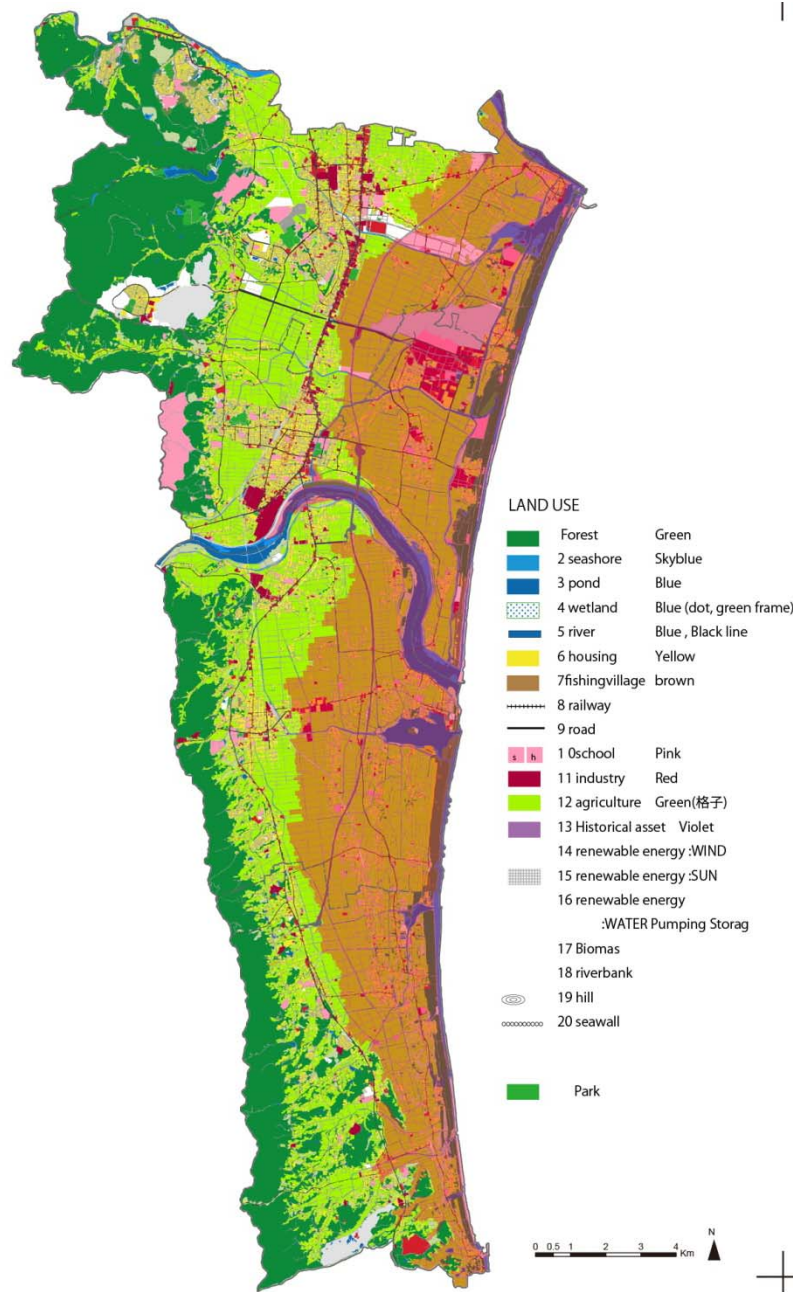 LAND USE
Forest Green
2 seashore Skyblue
3 pond Blue
4 wetland Blue (dot, green frame)
5 river Blue , Black line
6 housing Yellow
7fishingvillage brown
8 railway
9 road
s h 1 0school Pink
11 industry Red
12 agriculture Green(格子)
13 Historical asset Violet
14 renewable energy :WIND
15 renewable energy :SUN
16 renewable energy
:WATER Pumping Storag
17 Biomas
18 riverbank
19 hill
20 seawall
Park
N
0 0.5 1 2 3 4
Km